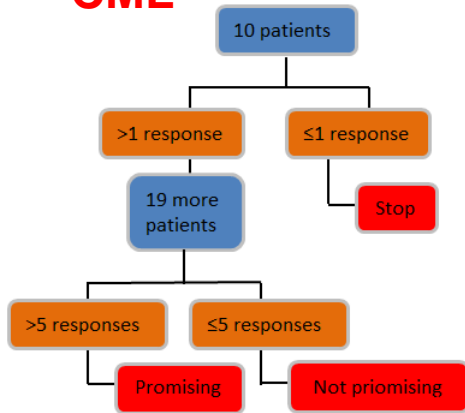 10 patients
>1 response
≤1 response
19 more
patients
Stop
>5 responses
≤5 responses
Promising
Not priomising